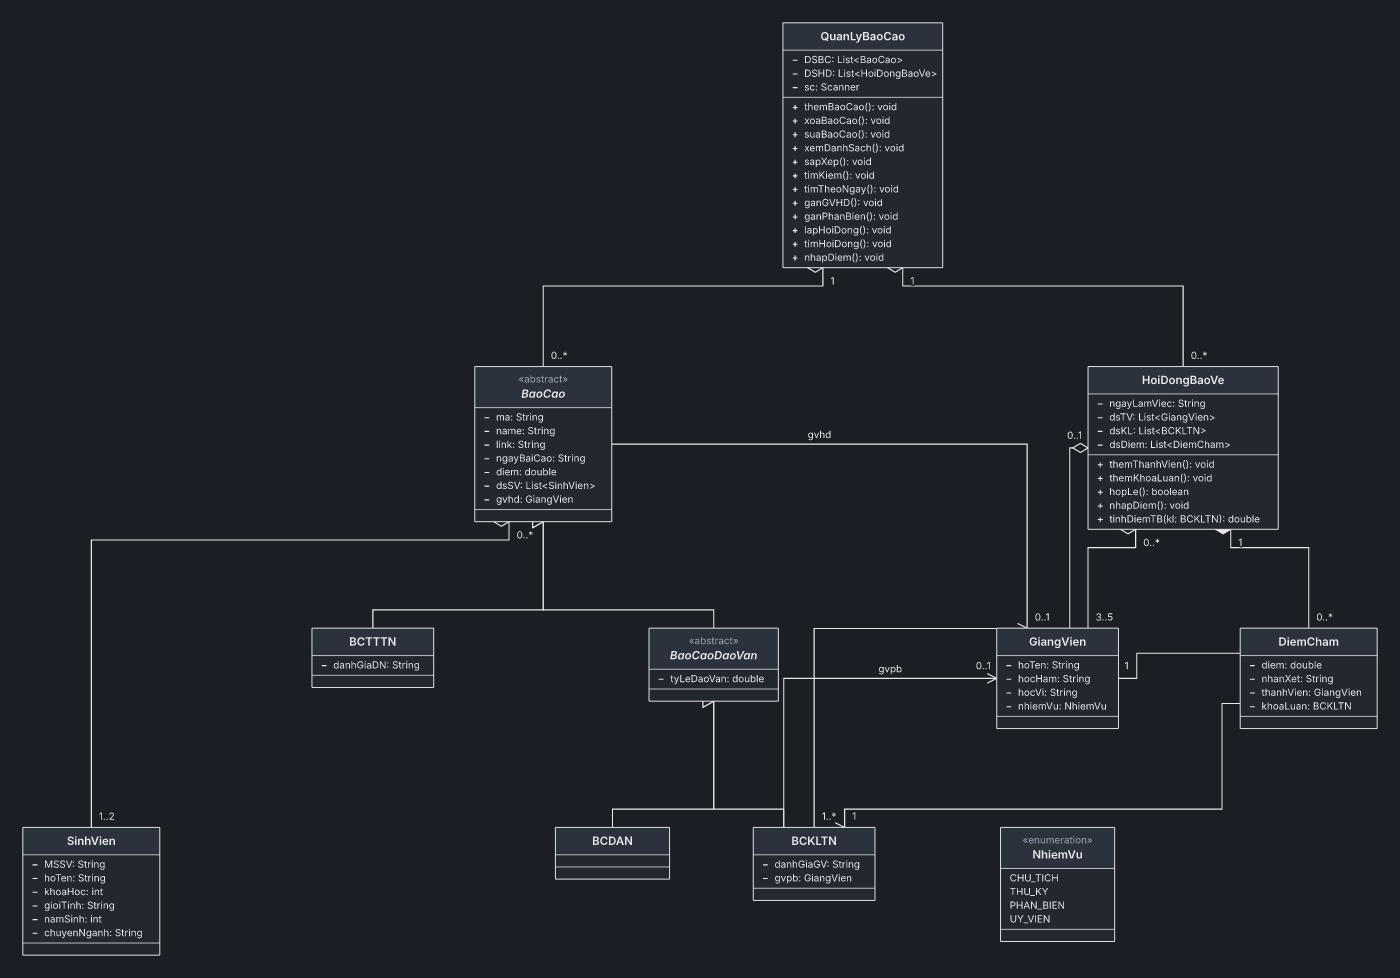 QuanLyBaoCao
− DSBC: List<BaoCao>
− DSHD: List<HoiDongBaoVe>
− sc: Scanner
+ themBaoCao(): void
+ xoaBaoCao(): void
+ suaBaoCao(): void
+ xemDanhSach(): void
+ sapXep(): void
+ timKiem(): void
+ timTheoNgay(): void
+ ganGVHD(): void
+ ganPhanBien(): void
+ lapHoiDong(): void
+ timHoiDong(): void
+ nhapDiem(): void
1
1
0..*
0..*
«abstract»
BaoCao
− ma: String
− name: String
− link: String
− ngayBaiCao: String
− diem: double
− dsSV: List<SinhVien>
− gvhd: GiangVien
gvhd
HoiDongBaoVe
− ngayLamViec: String
− dsTV: List<GiangVien>
− dsKL: List<BCKLTN>
− dsDiem: List<DiemCham>
+ themThanhVien(): void
+ themKhoaLuan(): void
+ hopLe(): boolean
+ nhapDiem(): void
+ tinhDiemTB(kl: BCKLTN): double
0..1
0..*
0..*
1
0..1
3..5
0..*
BCTTTN
− danhGiaDN: String
«abstract»
BaoCaoDaoVan
− tyLeDaoVan: double
gvpb
0..1
GiangVien
− hoTen: String
− hocHam: String
− hocVi: String
− nhiemVu: NhiemVu
1
DiemCham
− diem: double
− nhanXet: String
− thanhVien: GiangVien
− khoaLuan: BCKLTN
1..2
1..*
1
SinhVien
− MSSV: String
− hoTen: String
− khoaHoc: int
− gioiTinh: String
− namSinh: int
− chuyenNganh: String
BCDAN
BCKLTN
− danhGiaGV: String
− gvpb: GiangVien
«enumeration»
NhiemVu
CHU_TICH
THU_KY
PHAN_BIEN
UY_VIEN